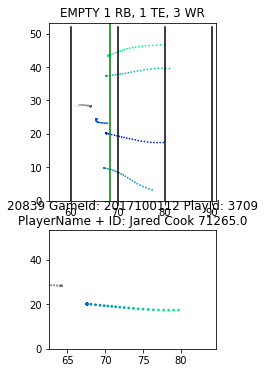 EMPTY 1 RB, 1 TE, 3 WR
50
40
30
20
10
0
60 70 80 90
20839 GameId: 2017100112 PlayId: 3709
PlayerName + ID: Jared Cook 71265.0
40
20
0
65 70 75 80